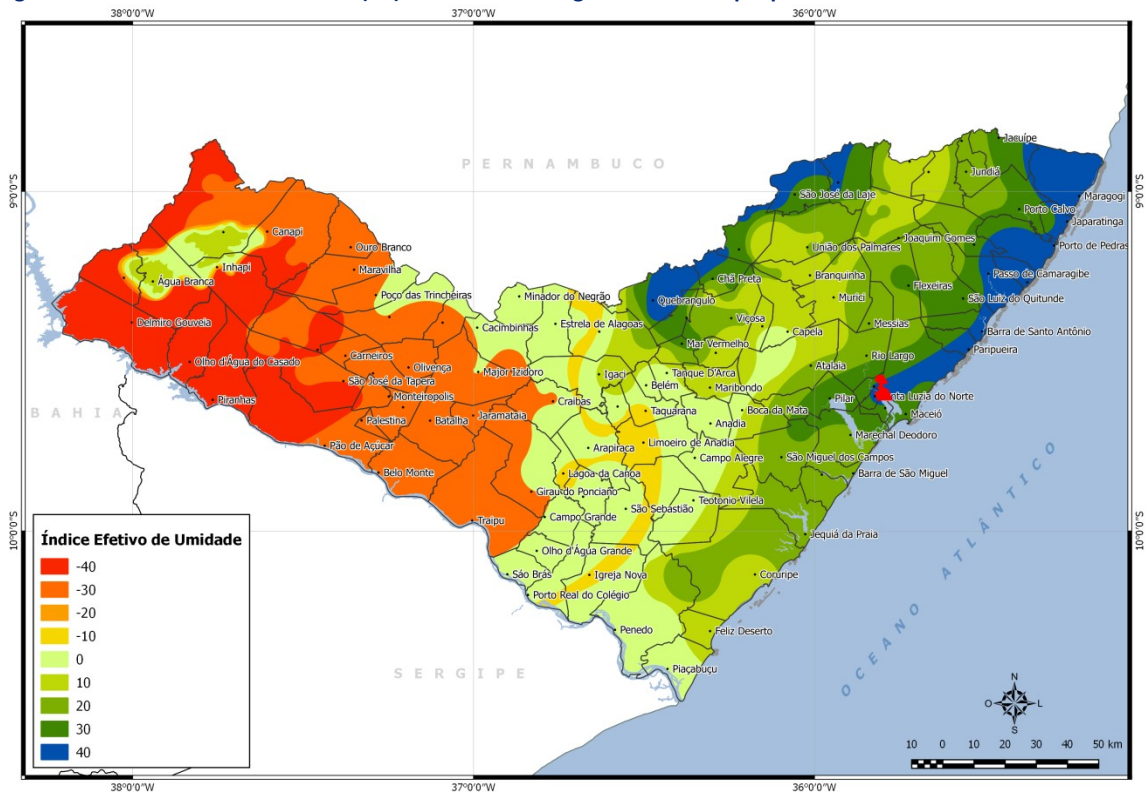 38°0'0"W
37°0'0"W
36°0'0"W
PERNAMBUCO
Jacuípe
Jundiá
9°0'0"S
9°0'0"S
São José da Laje
Maragogi
Porto Calvo
Japaratinga
Canapi
Ouro Branco
União dos Palmares
Joaquim Gomes
Porto de Pedras
Inhapi
Maravilha
Água Branca
Chã Preta
Branquinha
Passo de Camaragibe
Flexeiras
Poço das Trincheiras
Minador do Negrão
Quebrangulo
Murici
São Luiz do Quitunde
Delmiro Gouveia
Cacimbinhas
Estrela de Alagoas
Viçosa
Capela
Messias
Barra de Santo Antônio
Mar Vermelho
Paripueira
Olho d'Água do Casado
Carneiros
Olivença
Major Izidoro
Igaci
Tanque D'Arca
Atalaia
Rio Largo
São José da Tapera
Belém
Maribondo
Piranhas
Monteirópolis
Craibas
Pilar
nta Luzia do Norte
BAHIA
Palestina
Batalha
Jaramataia
Taquarana
Boca da Mata
Maceió
Anadia
Pão de Açúcar
Arapiraca
Limoeiro de Anadia
Marechal Deodoro
Campo Alegre
São Miguel dos Campos
Belo Monte
Lagoa da Canoa
Barra de São Miguel
Girau do Ponciano
Teotonio Vilela
Traipu
Campo Grande
São Sebastião
10°0'0"S
10°0'0"S
Jequiá da Praia
Olho d'Água Grande
São Brás
Igreja Nova
Coruripe
Porto Real do Colégio
Penedo
Feliz Deserto
Piaçabuçu
SERGIPE
OCEANO ATLÂNTICO
Índice Efetivo de Umidade
-40
-30
-20
-10
0
10
20
30
40
N
O L
S
10 0 10 20 30 40 50 km
38°0'0"W
37°0'0"W
36°0'0"W